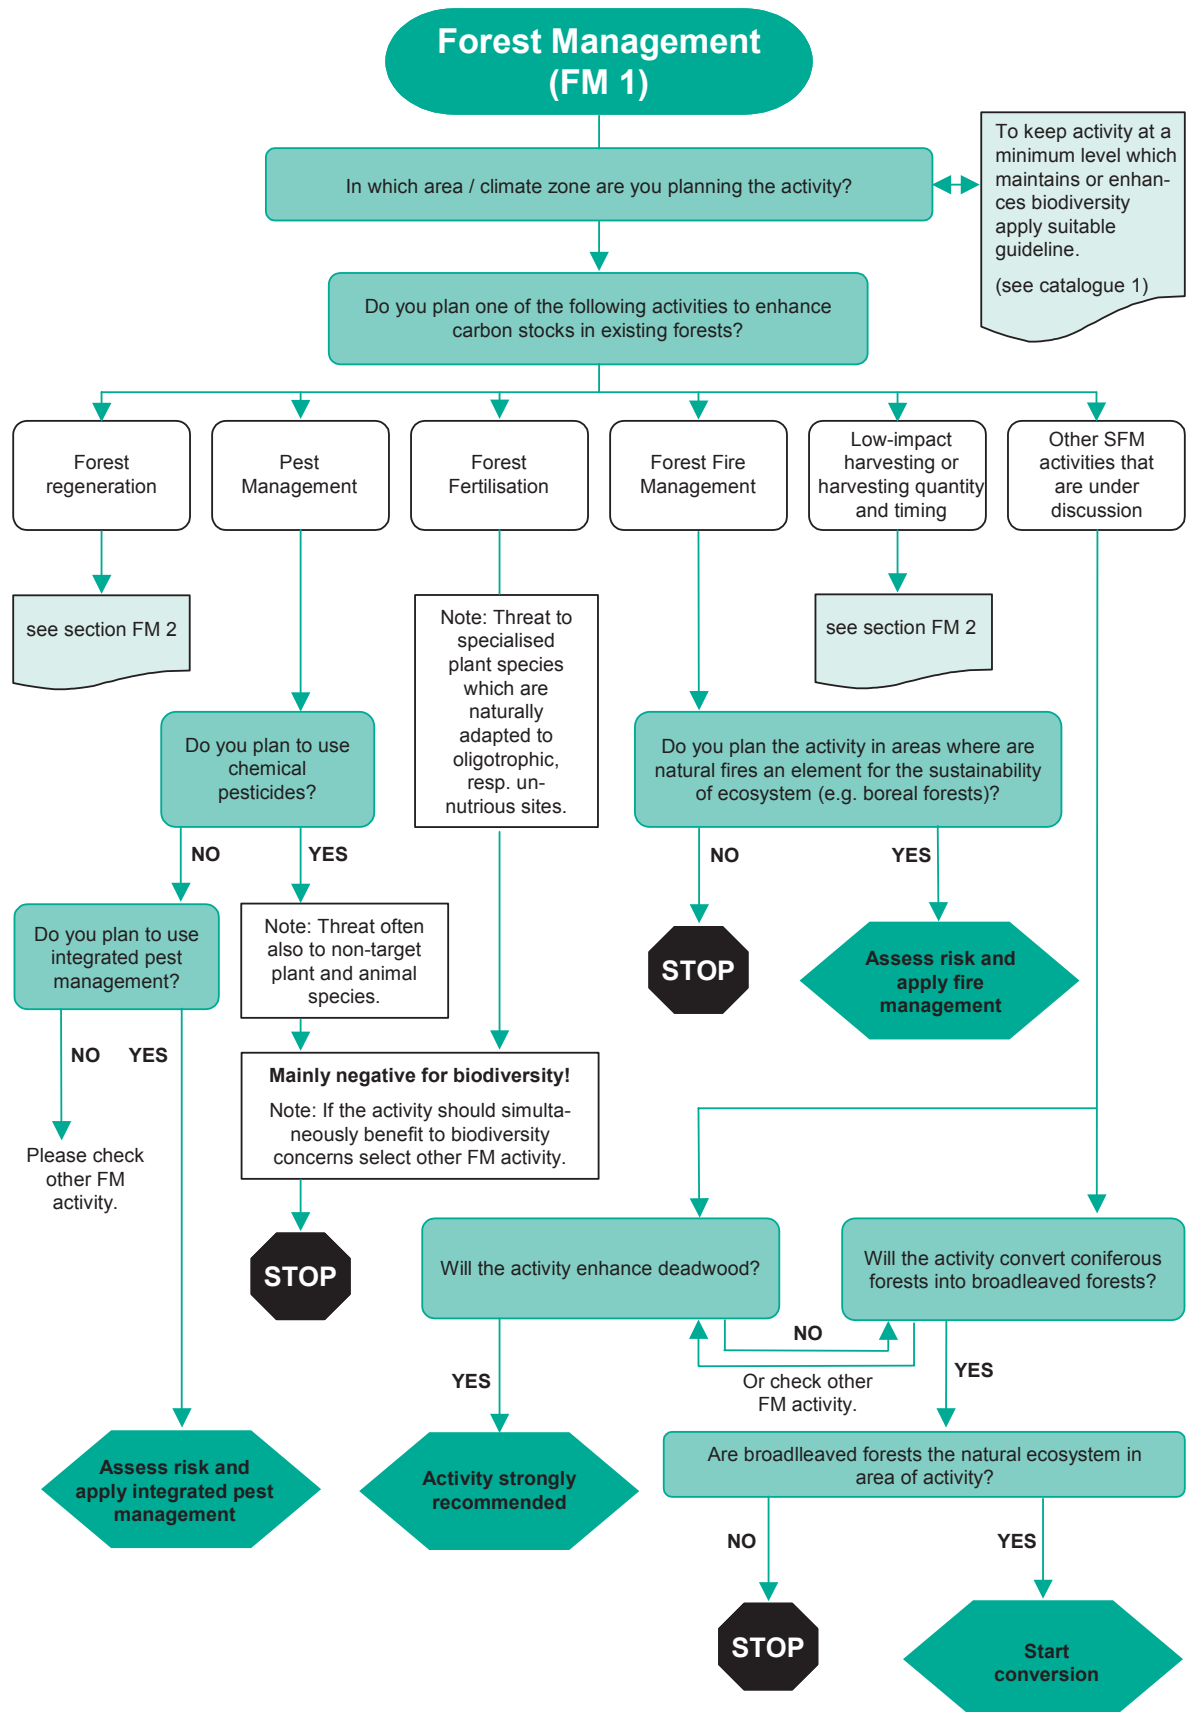 Forest Management
(FM 1)
In which area / climate zone are you planning the activity?
To keep activity at a
minimum level which
maintains or enhan-
ces biodiversity
apply suitable
guideline.
(see catalogue 1)
Do you plan one of the following activities to enhance
carbon stocks in existing forests?
Forest
regeneration
Pest
Management
Forest
Fertilisation
Forest Fire
Management
Low-impact
harvesting or
harvesting quantity
and timing
Other SFM
activities that
are under
discussion
see section FM 2
Note: Threat to
specialised
plant species
which are
naturally
adapted to
oligotrophic,
resp. un-
nutrious sites.
see section FM 2
Do you plan to use
chemical
pesticides?
Do you plan the activity in areas where are
natural fires an element for the sustainability
of ecosystem (e.g. boreal forests)?
NO
YES
NO
YES
Do you plan to use
integrated pest
management?
Note: Threat often
also to non-target
plant and animal
species.
STOP
Assess risk and
apply fire
management
NO
YES
Mainly negative for biodiversity!
Note: If the activity should simulta-
neously benefit to biodiversity
concerns select other FM activity.
Please check
other FM
activity.
STOP
Will the activity enhance deadwood?
Will the activity convert coniferous
forests into broadleaved forests?
NO
YES
Or check other
FM activity.
YES
Assess risk and
apply integrated pest
management
Activity strongly
recommended
Are broadlleaved forests the natural ecosystem in
area of activity?
NO
YES
STOP
Start
conversion